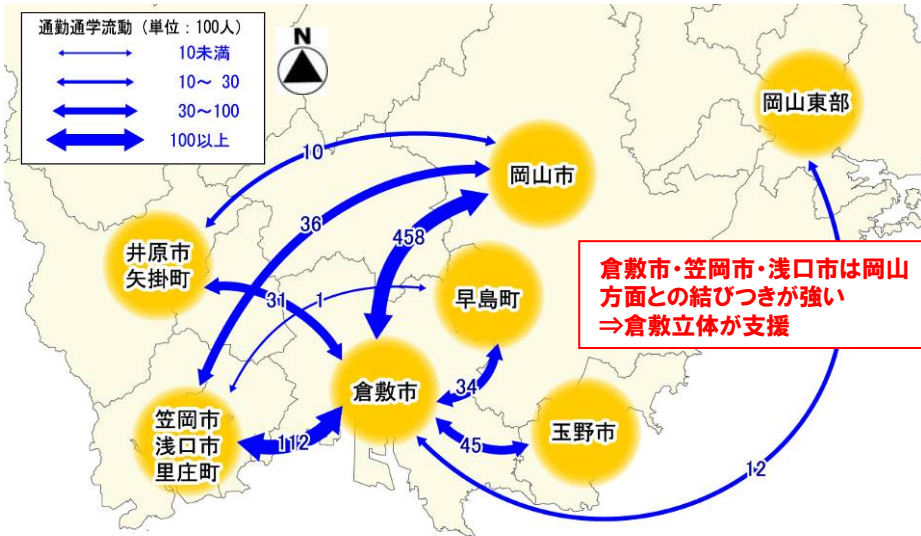 通勤通学流動（単位：100人）
10未満
10～ 30
30～100
100以上
N
岡山東部
岡山市
10
36
458
井原市
矢掛町
早島町
31
1
倉敷市・笠岡市・浅口市は岡山
方面との結びつきが強い
⇒倉敷立体が支援
倉敷市
34
笠岡市
浅口市
里庄町
112
45
玉野市
12